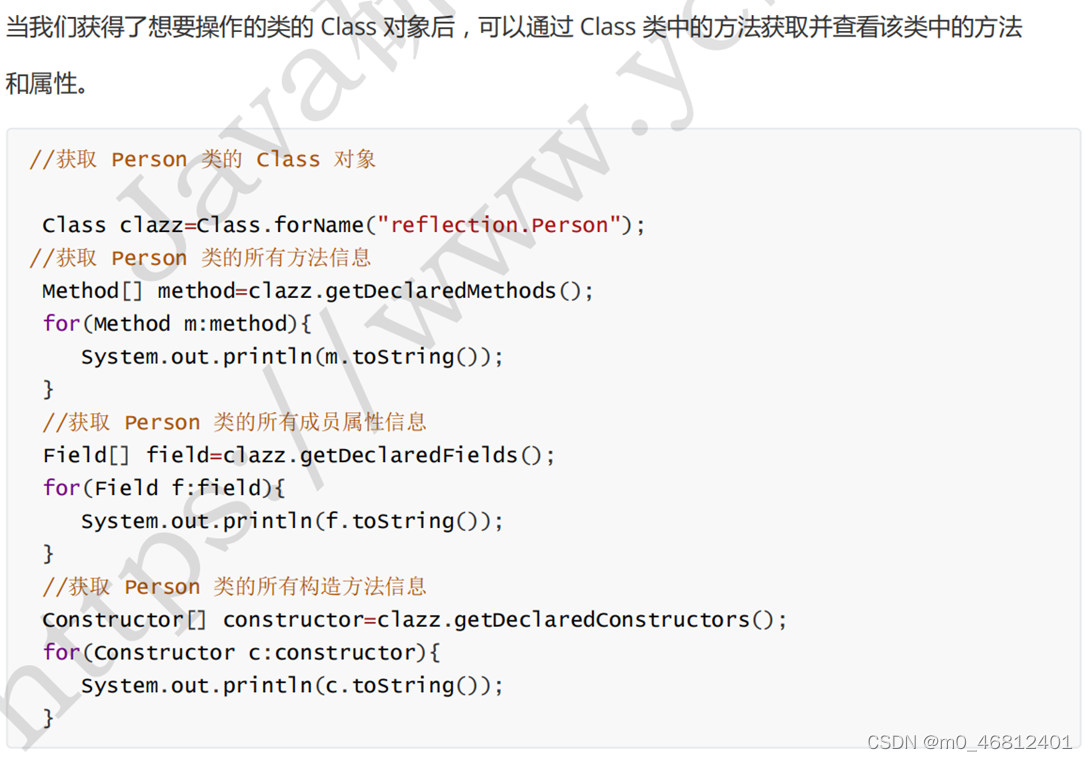 当我们获得了想要操作的类的 Class 对象后，可以通过 Class 类中的方法获取并查看该类中的方法
和属性。
//获取 Person 类的 Class 对象
Class clazz=Class.forName("reflection.Person");
//获取 Person 类的所有方法信息
Method[] method=clazz.getDeclaredMethods();
for(Method m:method){
System.out.println(m.toString());
}
//获取 Person 类的所有成员属性信息
Field[] field=clazz.getDeclaredFields();
for(Field f:field){
System.out.println(f.toString());
}
//获取 Person 类的所有构造方法信息
Constructor[] constructor=clazz.getDeclaredConstructors();
for(Constructor c:constructor){
System.out.println(c.toString());
}
Java
https://www.y
CSDN @m0_46812401